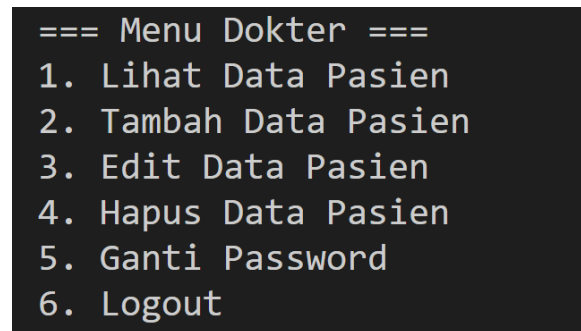 === Menu Dokter ===
1. Lihat Data Pasien
2. Tambah Data Pasien
3. Edit Data Pasien
4. Hapus Data Pasien
5. Ganti Password
6. Logout